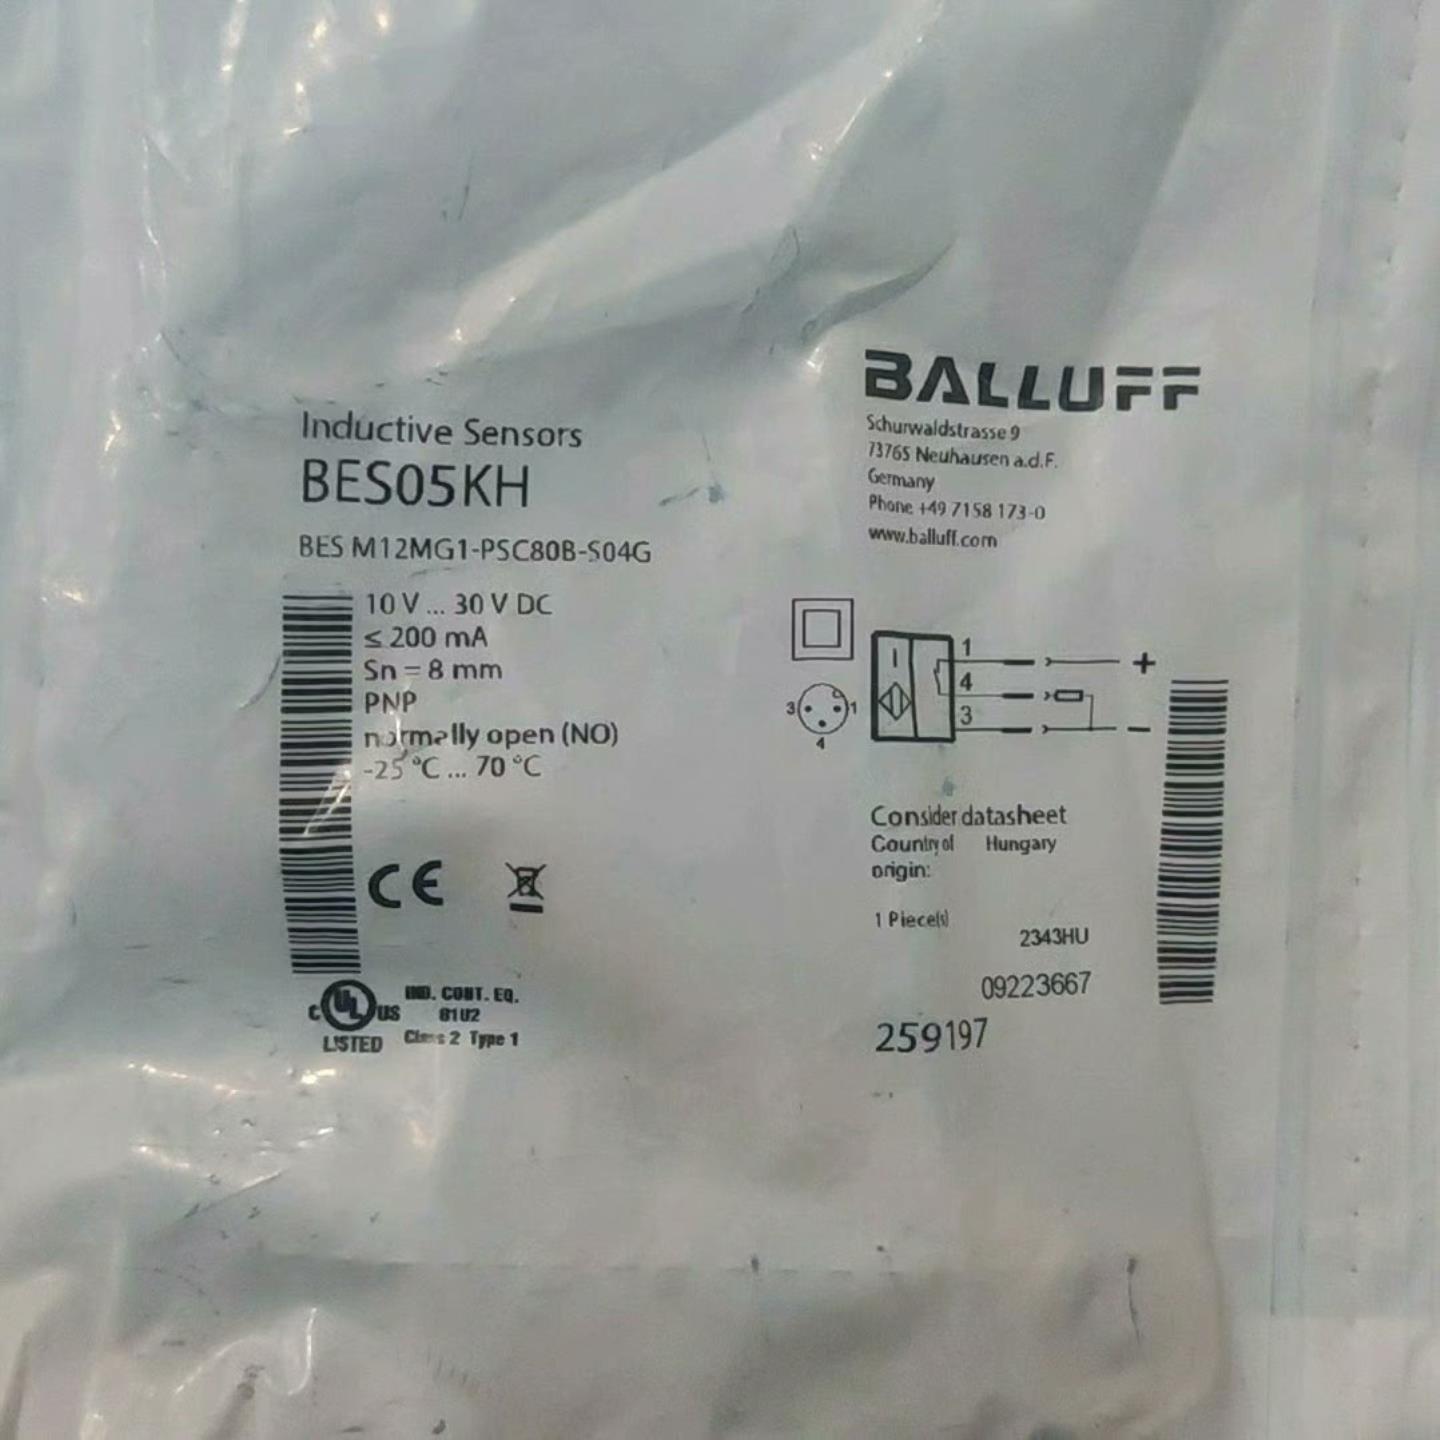 Inductive Sensors
BES05KH
BES M12MG1-PSC80B-S04G
10 V ... 30 V DC
≤ 200 mA
Sn = 8 mm
PNP
normally open (NO)
-25 °C ... 70 °C
CE
C UL US
LISTED
IND. CONT. EQ.
81U2
Class 2 Type 1
BALLUFF
Schurwaldstrasse 9
73765 Neuhausen a.d.F.
Germany
Phone +49 7158 173-0
www.balluff.com
1 +
4
3 -
3 1
4
Consider datasheet
Country of origin: Hungary
1 Piece(s)
2343HU
09223667
259197